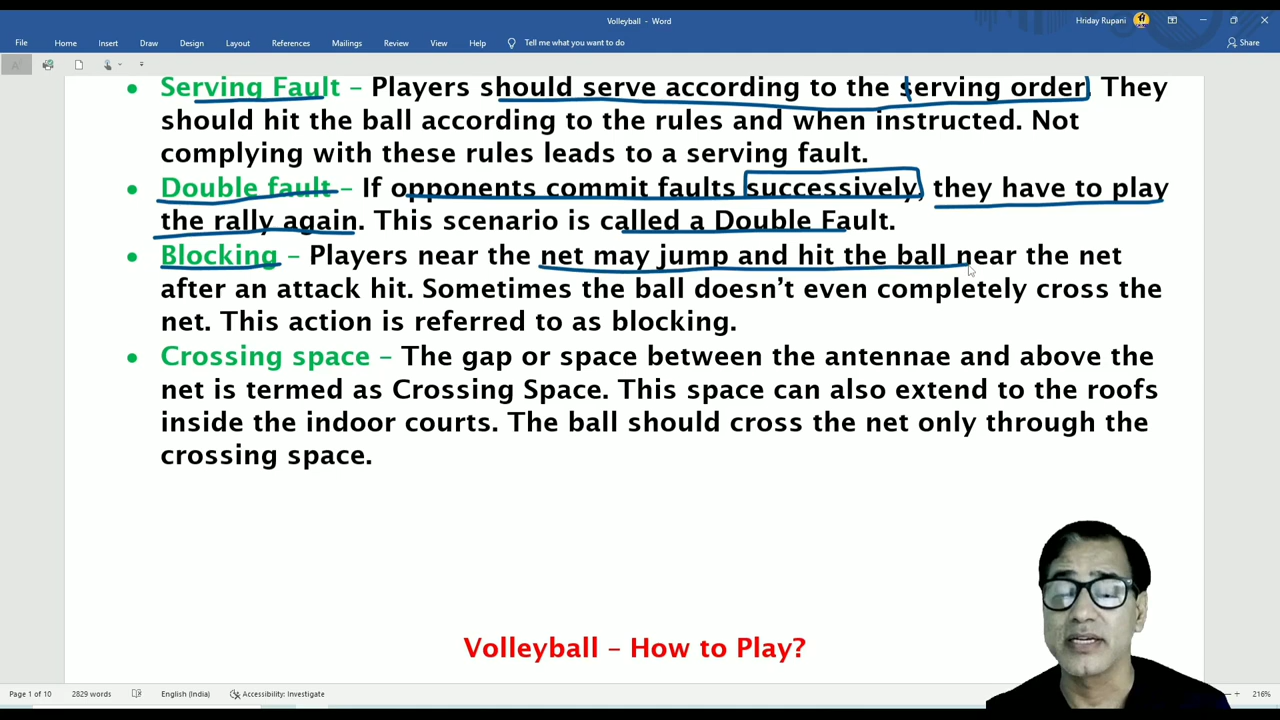 Volleyball - Word
Hriday Rupani
File Home Insert Draw Design Layout References Mailings Review View Help Tell me what you want to do Share
• Serving Fault – Players should serve according to the serving order. They
should hit the ball according to the rules and when instructed. Not
complying with these rules leads to a serving fault.
• Double fault – If opponents commit faults successively, they have to play
the rally again. This scenario is called a Double Fault.
• Blocking – Players near the net may jump and hit the ball near the net
after an attack hit. Sometimes the ball doesn't even completely cross the
net. This action is referred to as blocking.
• Crossing space – The gap or space between the antennae and above the
net is termed as Crossing Space. This space can also extend to the roofs
inside the indoor courts. The ball should cross the net only through the
crossing space.
Volleyball – How to Play?
Page 1 of 10 2829 words English (India) Accessibility: Investigate 216%